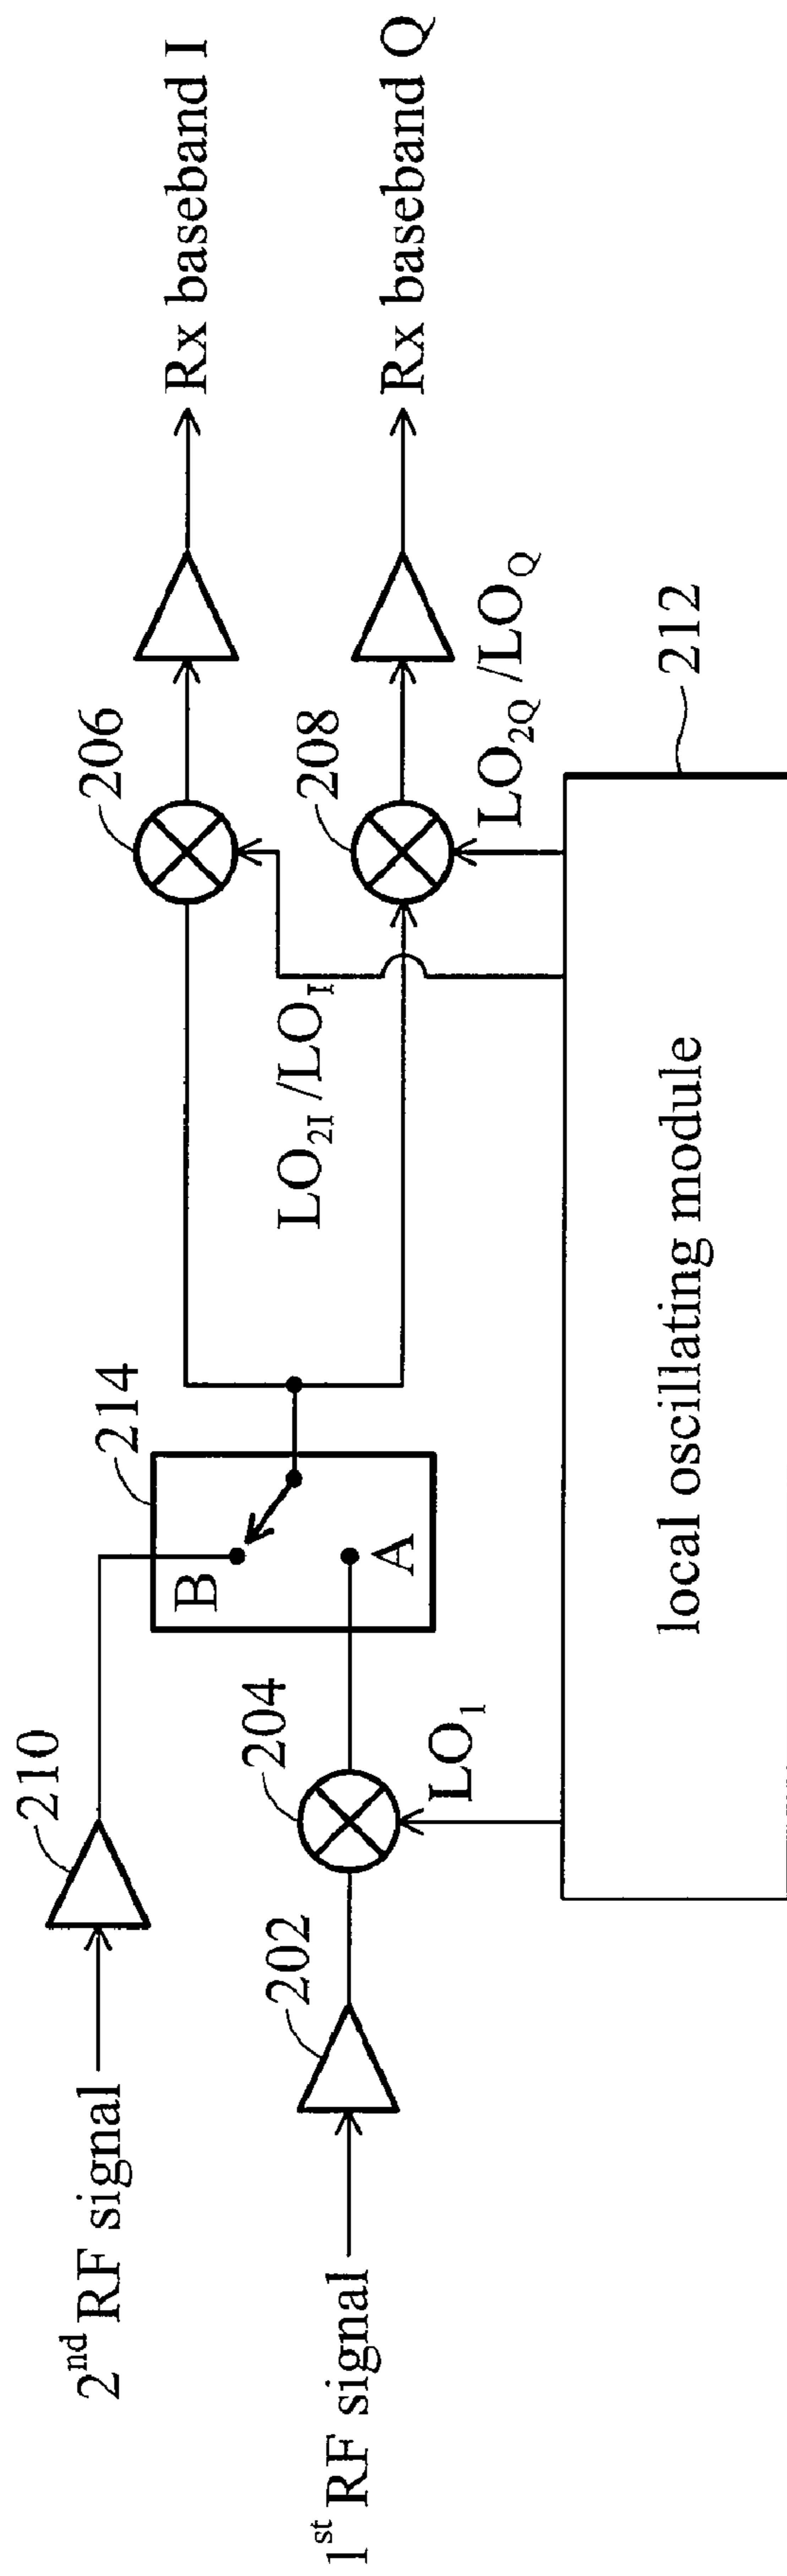 2nd RF signal
210
1st RF signal
202
204
LO1
214
B
A
LO2I /LOI
206
208
LO2Q /LOQ
Rx baseband I
Rx baseband Q
local oscillating module
212